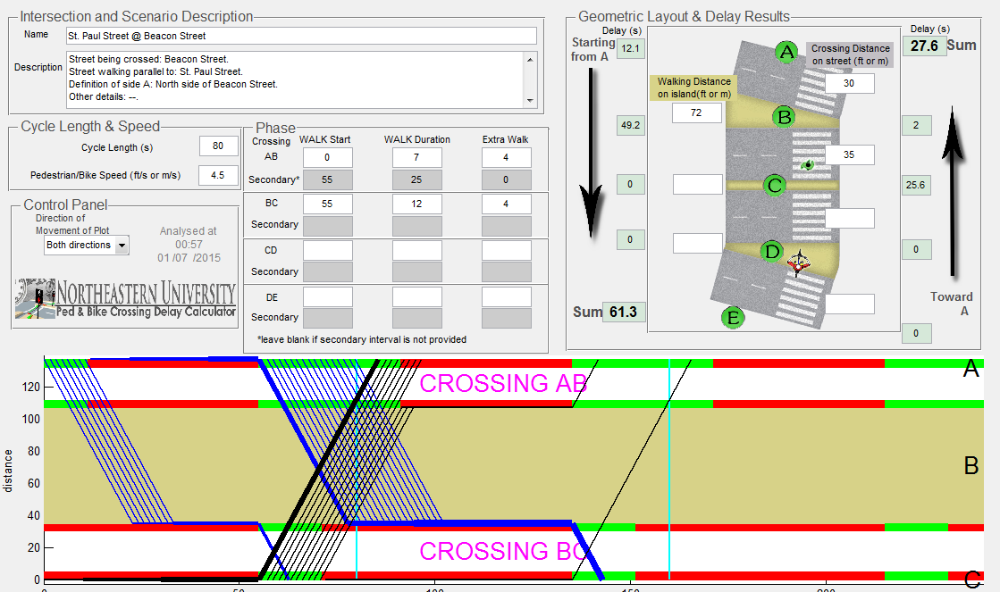 Intersection and Scenario Description
Name
St. Paul Street @ Beacon Street
Description
Street being crossed: Beacon Street.
Street walking parallel to: St. Paul Street.
Definition of side A: North side of Beacon Street.
Other details: --.
Cycle Length & Speed
Cycle Length (s) 80
Pedestrian/Bike Speed (ft/s or m/s) 4.5
Control Panel
Direction of
Movement of Plot
Both directions
Analysed at
00:57
01 /07 /2015
NORTHEASTERN UNIVERSITY
Ped & Bike Crossing Delay Calculator
Phase
Crossing WALK Start WALK Duration Extra Walk
AB 0 7 4
Secondary* 55 25 0
BC 55 12 4
Secondary
CD
Secondary
DE
Secondary
*leave blank if secondary interval is not provided
Geometric Layout & Delay Results
Delay (s)
Starting
from A
12.1
49.2
0
0
Sum 61.3
Walking Distance
on island(ft or m)
72
A
B
C
D
E
Crossing Distance
on street (ft or m)
30
35
Delay (s)
27.6 Sum
2
25.6
0
Toward
A
0
CROSSING AB
A
120
100
80
B
60
40
20
0
distance
CROSSING BC
C
0 50 100 150 200